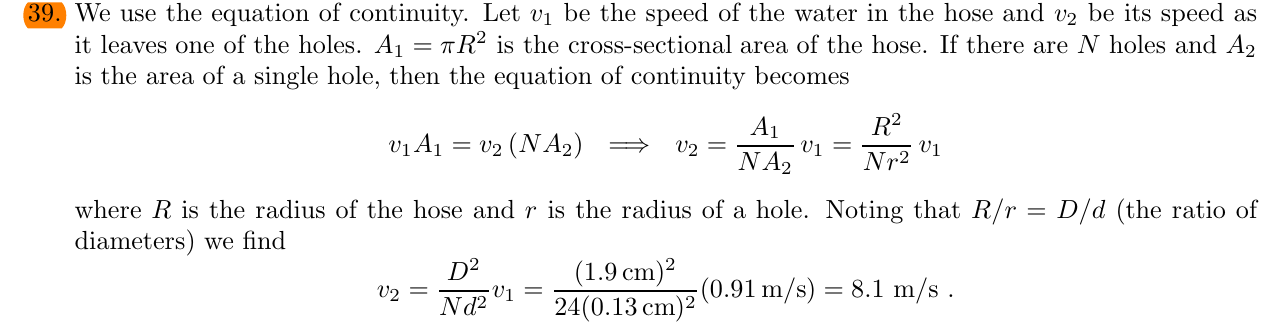 39. We use the equation of continuity. Let v₁ be the speed of the water in the hose and v₂ be its speed as
it leaves one of the holes. A₁ = πR² is the cross-sectional area of the hose. If there are N holes and A₂
is the area of a single hole, then the equation of continuity becomes
v₁A₁ = v₂ (NA₂) ⟹ v₂ = A₁/(NA₂) v₁ = R²/(Nr²) v₁
where R is the radius of the hose and r is the radius of a hole. Noting that R/r = D/d (the ratio of
diameters) we find
v₂ = D²/(Nd²) v₁ = (1.9 cm)²/(24(0.13 cm)²) (0.91 m/s) = 8.1 m/s .